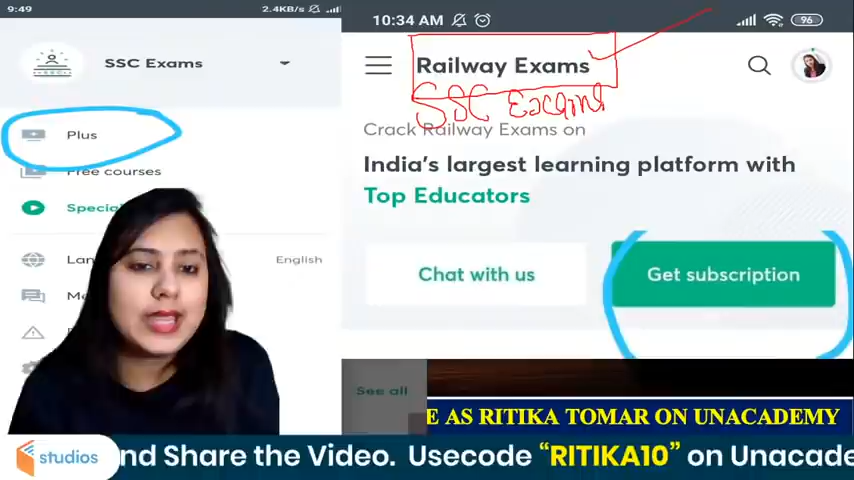 9:49
2.4KB/s
SSC Exams
Plus
Free courses
Special
English
10:34 AM
96
Railway Exams
SSC Exams
Crack Railway Exams on
India's largest learning platform with
Top Educators
Chat with us
Get subscription
See all
E AS RITIKA TOMAR ON UNACADEMY
studios
nd Share the Video. Usecode “RITIKA10” on Unacade